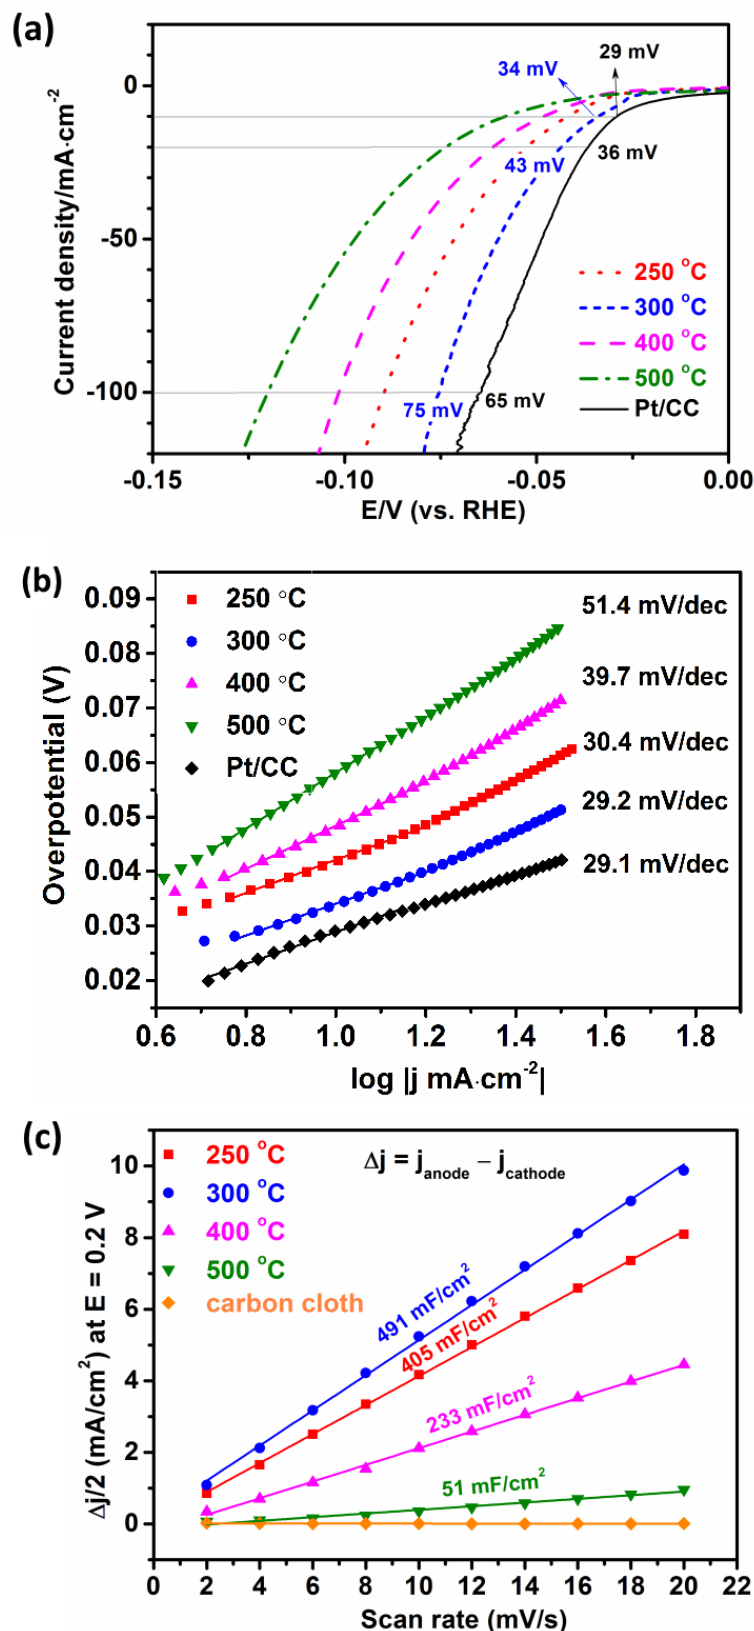 (a)
29 mV
34 mV
0
43 mV
36 mV
-50
250 °C
300 °C
400 °C
500 °C
Pt/CC
-100
75 mV
65 mV
Current density/mA·cm⁻²
-0.15
-0.10
-0.05
0.00
E/V (vs. RHE)
(b)
0.09
0.08
0.07
0.06
0.05
0.04
0.03
0.02
Overpotential (V)
250 °C
300 °C
400 °C
500 °C
Pt/CC
51.4 mV/dec
39.7 mV/dec
30.4 mV/dec
29.2 mV/dec
29.1 mV/dec
0.6
0.8
1.0
1.2
1.4
1.6
1.8
log |j mA·cm⁻²|
(c)
10
8
6
4
2
0
Δj/2 (mA/cm²) at E = 0.2 V
250 °C
300 °C
400 °C
500 °C
carbon cloth
Δj = j_anode − j_cathode
491 mF/cm²
405 mF/cm²
233 mF/cm²
51 mF/cm²
0
2
4
6
8
10
12
14
16
18
20
22
Scan rate (mV/s)